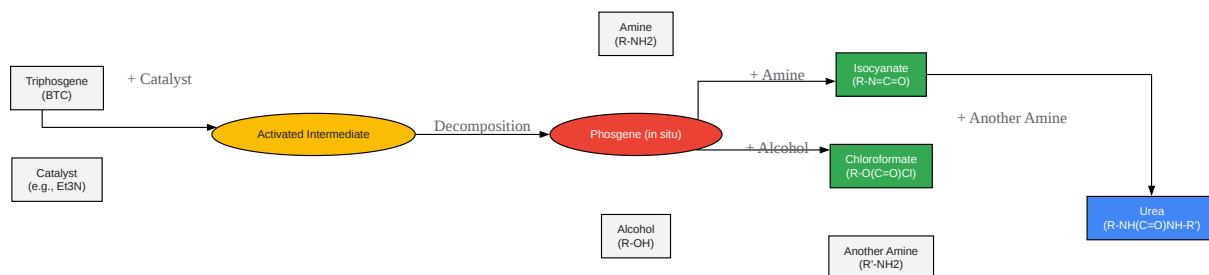 Triphosgene
(BTC)
+ Catalyst
Catalyst
(e.g., Et3N)
Activated Intermediate
Decomposition
Phosgene (in situ)
Amine
(R-NH2)
+ Amine
+ Alcohol
Alcohol
(R-OH)
Isocyanate
(R-N=C=O)
Chloroformate
(R-O(C=O)Cl)
Another Amine
(R'-NH2)
+ Another Amine
Urea
(R-NH(C=O)NH-R')